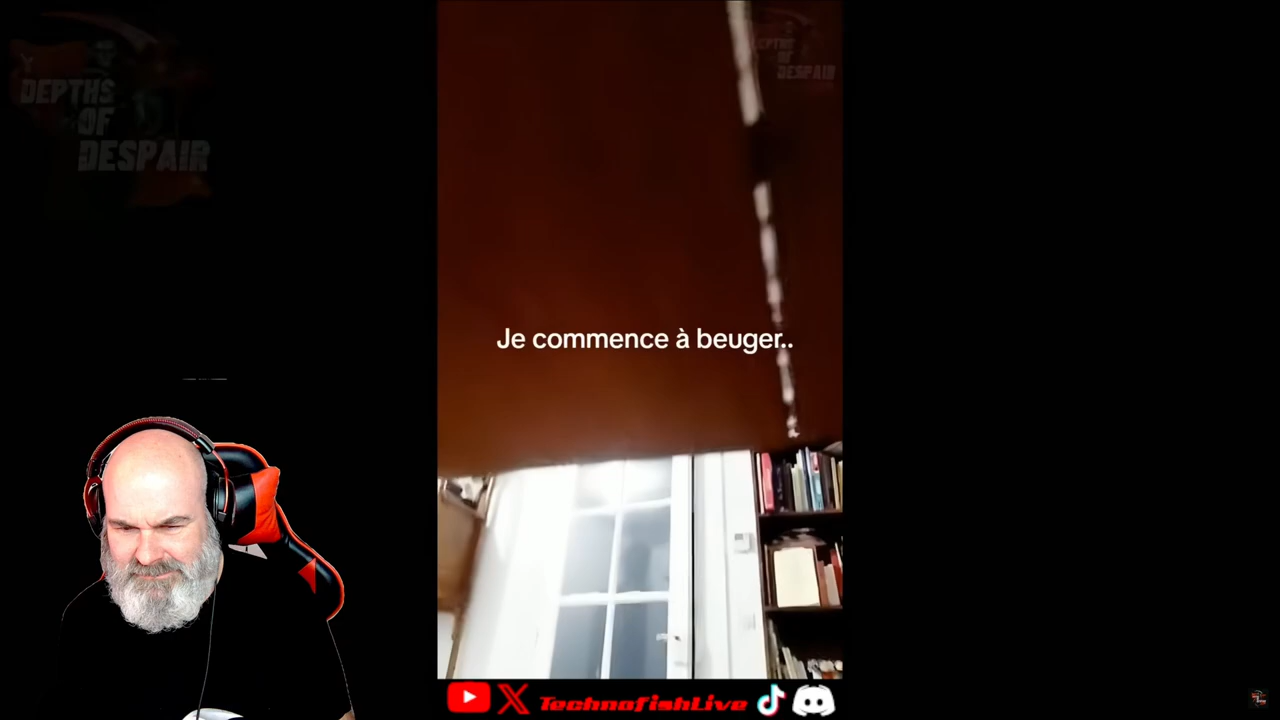 DEPTHS
OF
DESPAIR
DEPTHS
OF
DESPAIR
Je commence à beuger..
TechnofishLive